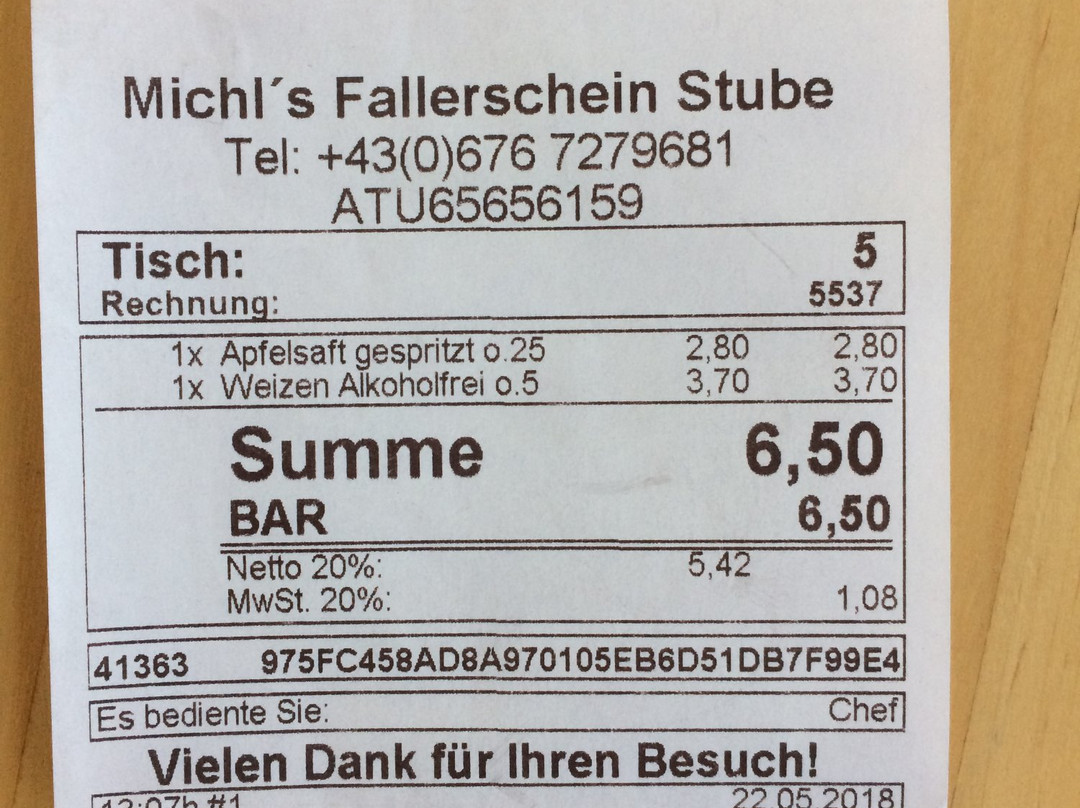 Michl´s Fallerschein Stube
Tel: +43(0)676 7279681
ATU65656159
Tisch: 5
Rechnung: 5537
1x Apfelsaft gespritzt o.25 2,80 2,80
1x Weizen Alkoholfrei o.5 3,70 3,70
Summe 6,50
BAR 6,50
Netto 20%: 5,42
MwSt. 20%: 1,08
41363 975FC458AD8A970105EB6D51DB7F99E4
Es bediente Sie: Chef
Vielen Dank für Ihren Besuch!
12:07h #1 22.05.2018